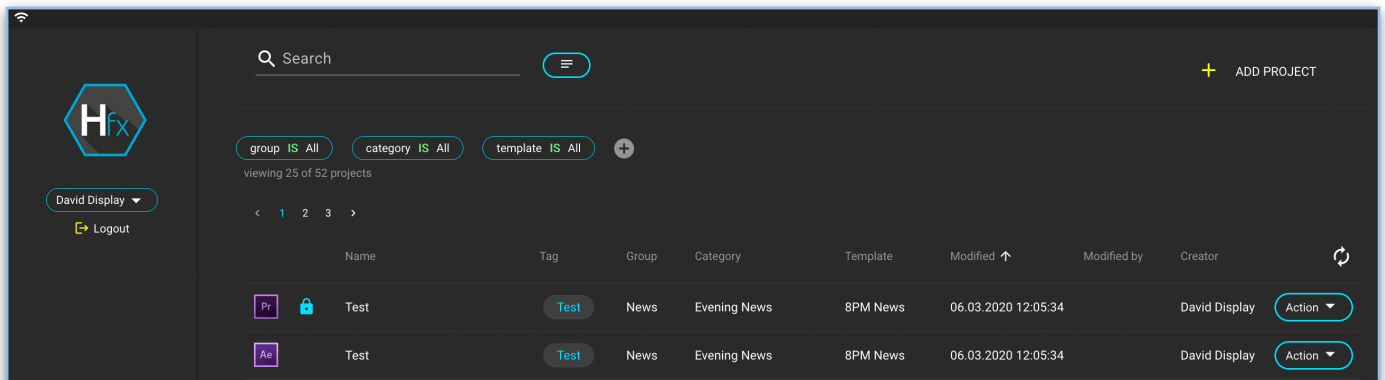 Search
ADD PROJECT
Hfx
group IS All
category IS All
template IS All
viewing 25 of 52 projects
David Display
Logout
< 1 2 3 >
Name Tag Group Category Template Modified Modified by Creator
Pr Test Test News Evening News 8PM News 06.03.2020 12:05:34 David Display Action
Ae Test Test News Evening News 8PM News 06.03.2020 12:05:34 David Display Action